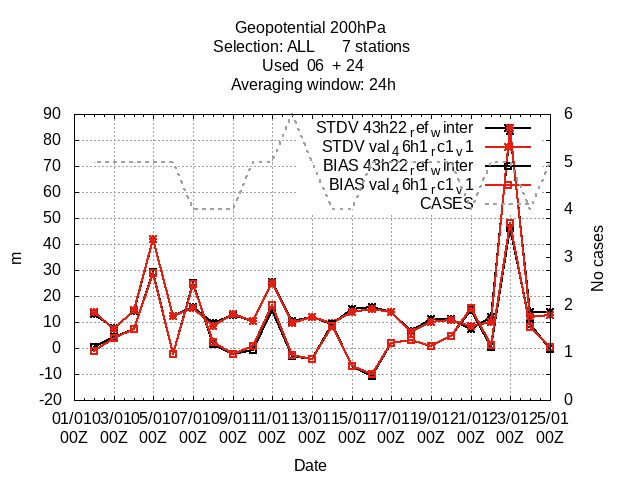 Geopotential 200hPa
Selection: ALL 7 stations
Used 06 + 24
Averaging window: 24h
STDV 43h22_ref_winter
STDV val_46h1_rc1_v1
BIAS 43h22_ref_winter
BIAS val_46h1_rc1_v1
CASES
90
80
70
60
50
40
30
20
10
0
-10
-20
6
5
4
3
2
1
0
m
No cases
01/01 03/01 05/01 07/01 09/01 11/01 13/01 15/01 17/01 19/01 21/01 23/01 25/01
00Z 00Z 00Z 00Z 00Z 00Z 00Z 00Z 00Z 00Z 00Z 00Z 00Z
Date